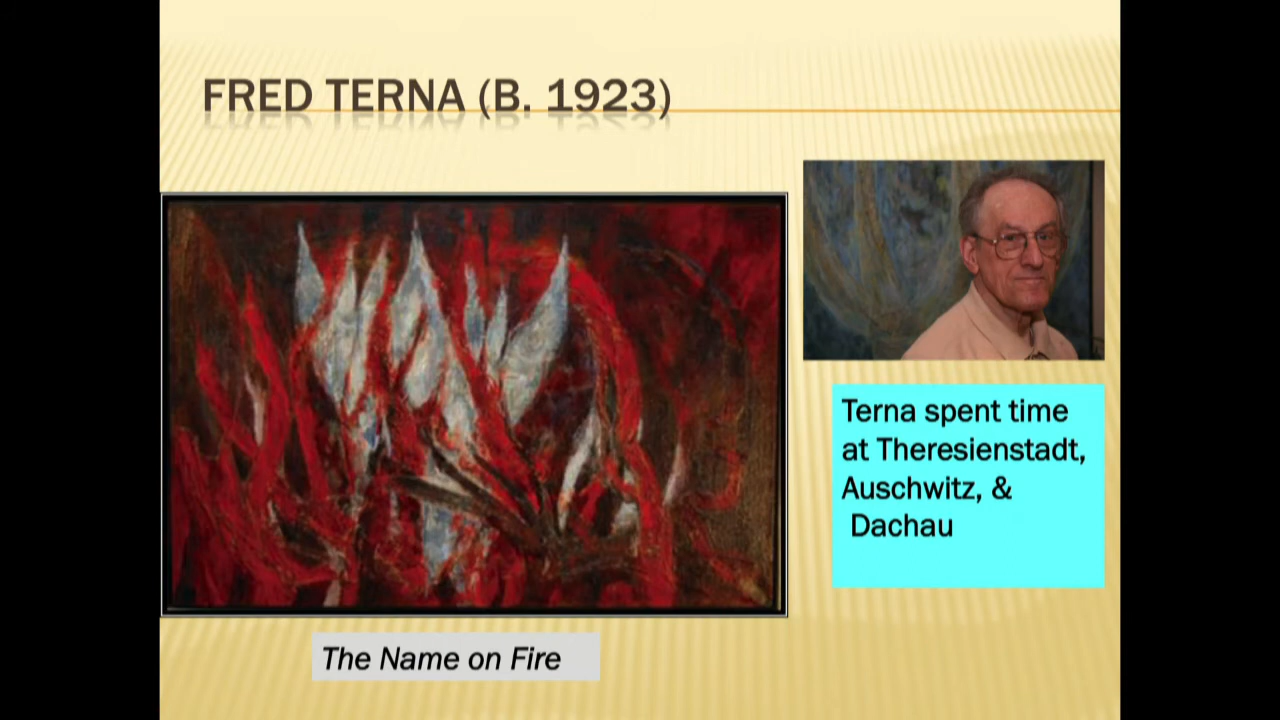 FRED TERNA (B. 1923)
Terna spent time
at Theresienstadt,
Auschwitz, &
Dachau
The Name on Fire